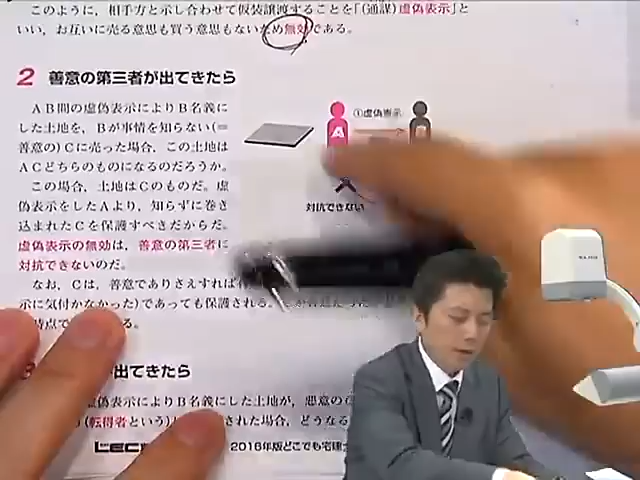 このように、相手方と示し合わせて仮装譲渡することを「(通謀)虚偽表示」と
いい、お互いに売る意思も買う意思もないため無効である。
2 善意の第三者が出てきたら
AB間の虚偽表示によりB名義に
した土地を、Bが事情を知らない(=
善意の)Cに売った場合、この土地は
ACどちらのものになるのだろうか。
この場合、土地はCのものだ。虚
偽表示をしたAより、知らずに巻き
込まれたCを保護すべきだからだ。
虚偽表示の無効は、善意の第三者に
対抗できないのだ。
なお、Cは、善意でありさえすれば
示に気付かなかった)であっても保護される。
時点で
る。
①虚偽表示
A
対抗できない
出てきたら
虚偽表示によりB名義にした土地が、悪意の
(転得者という)
された場合、どうなる
LEC
2016年版どこでも宅建